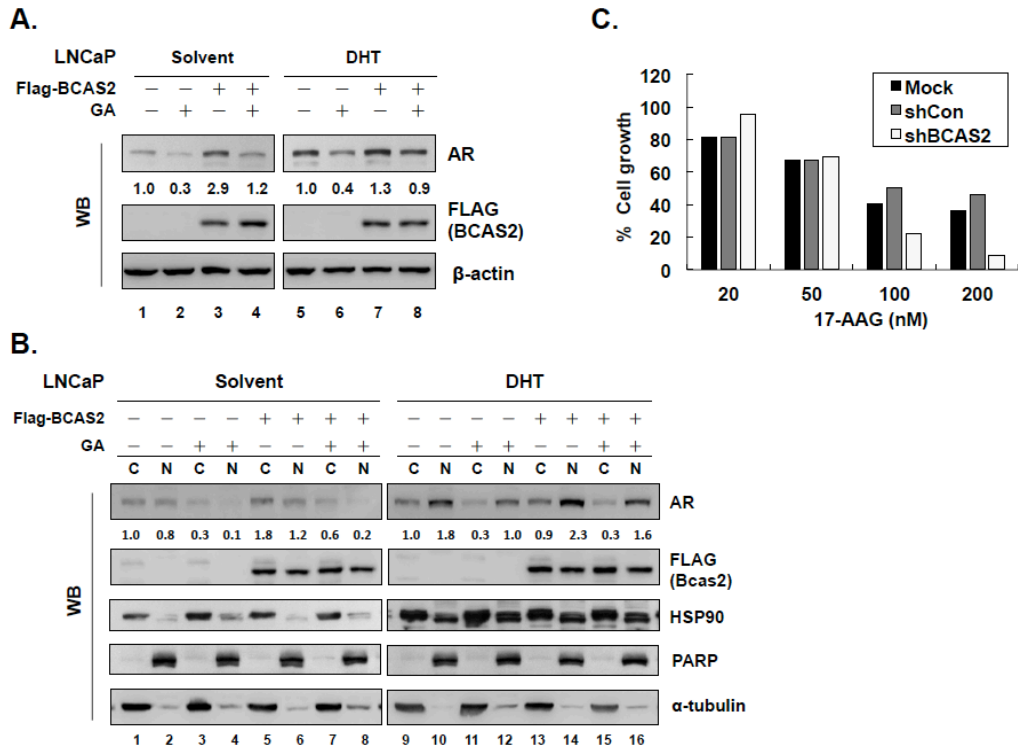 A.
LNCaP Solvent DHT
Flag-BCAS2 − − + + − − + +
GA − + − + − + − +
WB
AR
1.0 0.3 2.9 1.2 1.0 0.4 1.3 0.9
FLAG
(BCAS2)
β-actin
1 2 3 4 5 6 7 8
C.
% Cell growth
120
100
80
60
40
20
0
Mock
shCon
shBCAS2
20 50 100 200
17-AAG (nM)
B.
LNCaP Solvent DHT
Flag-BCAS2 − − − − + + + + − − − − + + + +
GA − − + + − − + + − − + + − − + +
C N C N C N C N C N C N C N C N
WB
AR
1.0 0.8 0.3 0.1 1.8 1.2 0.6 0.2 1.0 1.8 0.3 1.0 0.9 2.3 0.3 1.6
FLAG
(Bcas2)
HSP90
PARP
α-tubulin
1 2 3 4 5 6 7 8 9 10 11 12 13 14 15 16